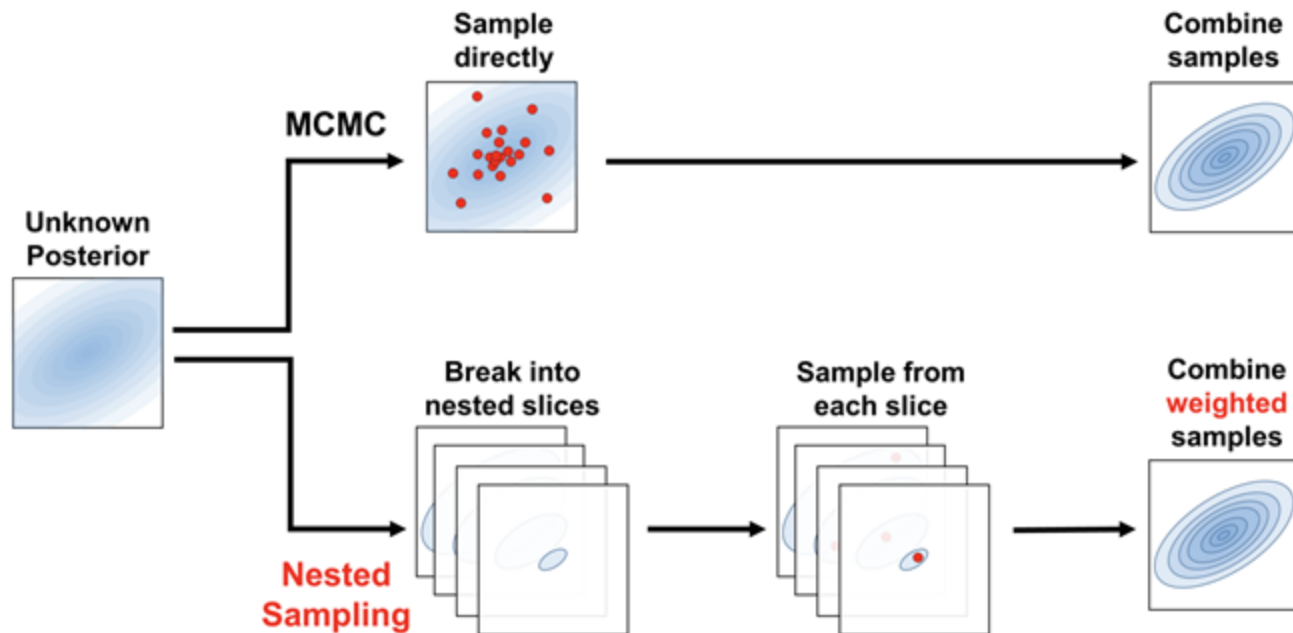 Sample
directly
Combine
samples
MCMC
Unknown
Posterior
Break into
nested slices
Sample from
each slice
Combine
weighted
samples
Nested
Sampling